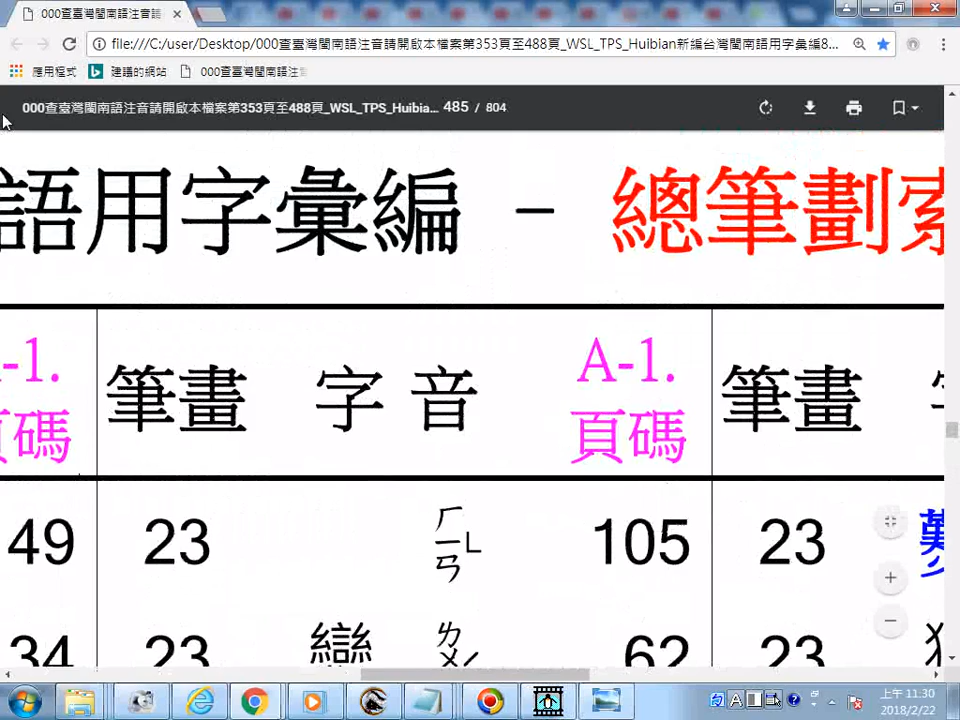 000查臺灣閩南語注音
file:///C:/user/Desktop/000查臺灣閩南語注音請開啟本檔案第353頁至488頁_WSL_TPS_Huibian新編台灣閩南語用字彙編8...
應用程式 建議的網站 000查臺灣閩南語注音
000查臺灣閩南語注音請開啟本檔案第353頁至488頁_WSL_TPS_Huibia... 485 / 804
語用字彙編 – 總筆劃索
-1. 頁碼 筆畫 字 音 A-1. 頁碼 筆畫
49 23 ㄏㄧㄢ 105 23
34 23 戀 ㄌㄨ 62 23
上午 11:30
2018/2/22